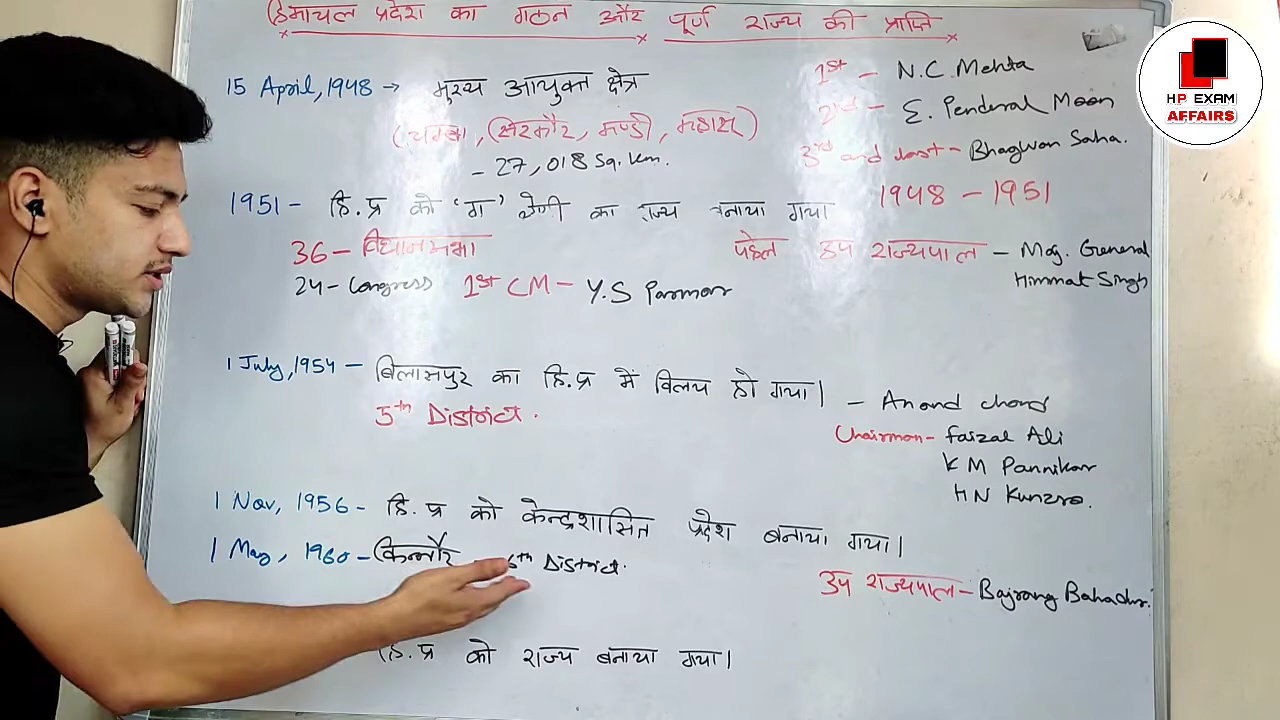 हिमाचल प्रदेश का गठन और पूर्ण राज्य की प्राप्ति
15 April, 1948 → मुख्य आयुक्त क्षेत्र
(चम्बा, सिरमौर, मण्डी, महासू)
- 27,018 Sq. Km.
1st - N.C. Mehta
2nd - E. Penderal Moon
3rd and last - Bhagwan Saha.
1948 - 1951
1951 - हि.प्र को 'ग' श्रेणी का राज्य बनाया गया
36 - विधानसभा
24 - Congress 1st CM - Y.S Parmar
पहले उप राज्यपाल - Maj. General
Himmat Singh
1 July, 1954 - बिलासपुर का हि.प्र में विलय हो गया।
5th District.
- Anand chand
Chairman - Faizal Ali
K M Pannikar
H N Kunzro.
1 Nov, 1956 - हि. प्र को केन्द्रशासित प्रदेश बनाया गया।
1 May, 1960 - किन्नौर 6th District.
उप राज्यपाल - Bajrang Bahadur.
हि. प्र को राज्य बनाया गया।
HP EXAM
AFFAIRS